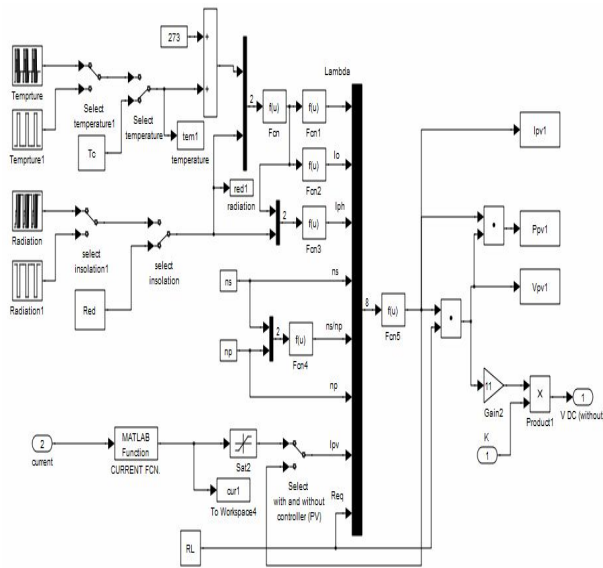 273
+
+
Temprture
Select
temperature1
Select
temperature
Temprture1
Tc
tem1
temperature
2
f(u)
Fcn
f(u)
Fcn1
Lambda
f(u)
Fcn2
Io
red1
radiation
2
f(u)
Fcn3
Iph
Radiation
select
insolation1
select
insolation
Radiation1
Red
ns
ns
np
2
f(u)
Fcn4
ns/np
np
8
f(u)
Fcn5
Ipv1
Ppv1
Vpv1
11
Gain2
X
Product1
1
V DC (without
K
1
2
current
MATLAB
Function
CURRENT FCN.
Sat2
cur1
To Workspace4
Select
with and without
controller (PV)
Ipv
Req
RL